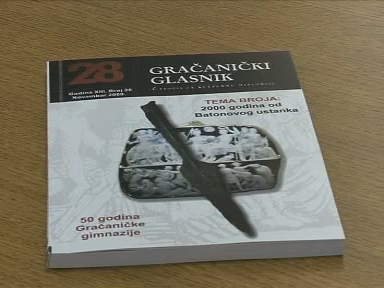 28
Godina XIII, Broj 28
Novembar 2009.
GRAČANIČKI
GLASNIK
TEMA BROJA:
2000 godina od
Batonovog ustanka
50 godina
Gračaničke
gimnazije